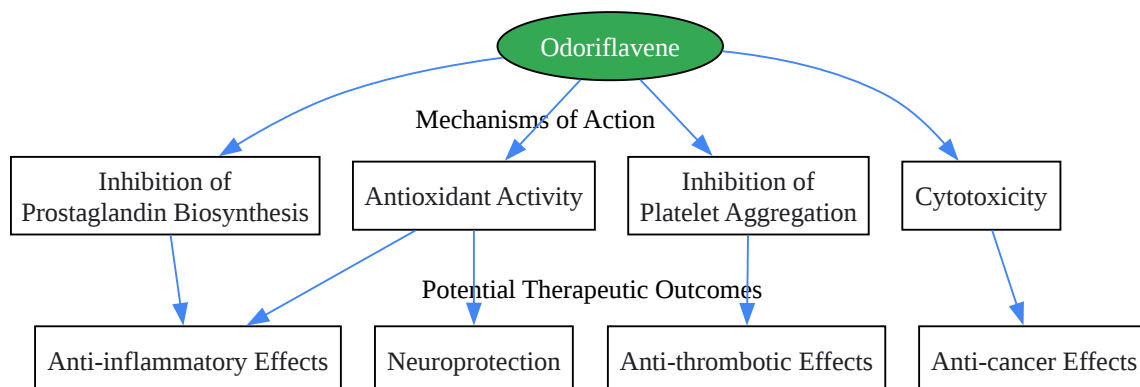 Odoriflavene
Mechanisms of Action
Inhibition of
Prostaglandin Biosynthesis
Antioxidant Activity
Inhibition of
Platelet Aggregation
Cytotoxicity
Potential Therapeutic Outcomes
Anti-inflammatory Effects
Neuroprotection
Anti-thrombotic Effects
Anti-cancer Effects